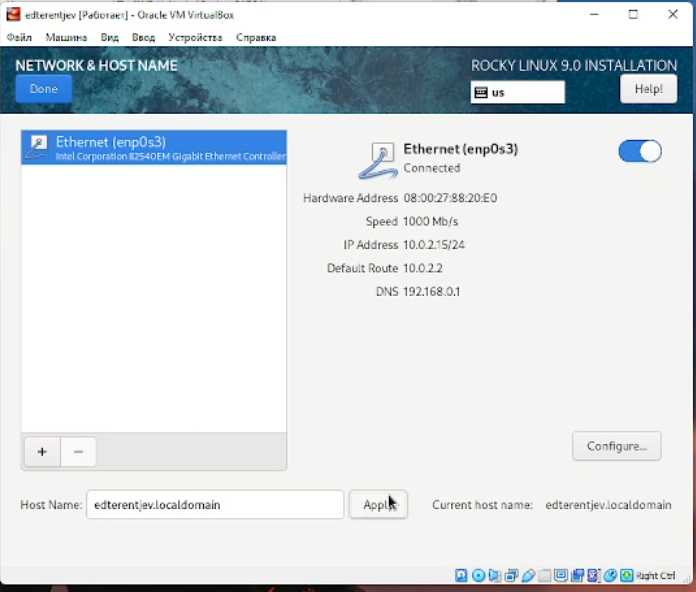 edterentjev [Работает] - Oracle VM VirtualBox
Файл Машина Вид Ввод Устройства Справка
NETWORK & HOST NAME
ROCKY LINUX 9.0 INSTALLATION
Done
us
Help!
Ethernet (enp0s3)
Intel Corporation 82540EM Gigabit Ethernet Controller
Ethernet (enp0s3)
Connected
Hardware Address 08:00:27:88:20:E0
Speed 1000 Mb/s
IP Address 10.0.2.15/24
Default Route 10.0.2.2
DNS 192.168.0.1
+ −
Configure...
Host Name: edterentjev.localdomain
Apply
Current host name: edterentjev.localdomain
Right Ctrl